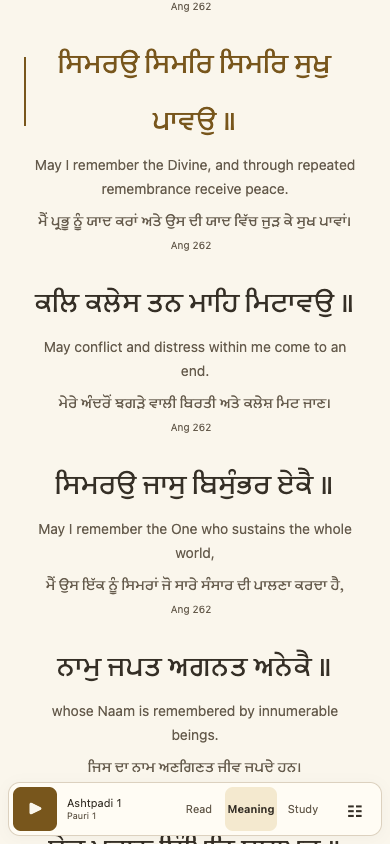 Ang 262
ਸਿਮਰਉ ਸਿਮਰਿ ਸਿਮਰਿ ਸੁਖੁ
ਪਾਵਉ ॥
May I remember the Divine, and through repeated
remembrance receive peace.
ਮੈਂ ਪ੍ਰਭੂ ਨੂੰ ਯਾਦ ਕਰਾਂ ਅਤੇ ਉਸ ਦੀ ਯਾਦ ਵਿੱਚ ਜੁੜ ਕੇ ਸੁਖ ਪਾਵਾਂ।
Ang 262
ਕਲਿ ਕਲੇਸ ਤਨ ਮਾਹਿ ਮਿਟਾਵਉ ॥
May conflict and distress within me come to an
end.
ਮੇਰੇ ਅੰਦਰੋਂ ਝਗੜੇ ਵਾਲੀ ਬਿਰਤੀ ਅਤੇ ਕਲੇਸ਼ ਮਿਟ ਜਾਣ।
Ang 262
ਸਿਮਰਉ ਜਾਸੁ ਬਿਸੁੰਭਰ ਏਕੈ ॥
May I remember the One who sustains the whole
world,
ਮੈਂ ਉਸ ਇੱਕ ਨੂੰ ਸਿਮਰਾਂ ਜੋ ਸਾਰੇ ਸੰਸਾਰ ਦੀ ਪਾਲਣਾ ਕਰਦਾ ਹੈ,
Ang 262
ਨਾਮੁ ਜਪਤ ਅਗਨਤ ਅਨੇਕੈ ॥
whose Naam is remembered by innumerable
beings.
ਜਿਸ ਦਾ ਨਾਮ ਅਣਗਿਣਤ ਜੀਵ ਜਪਦੇ ਹਨ।
Ashtpadi 1
Pauri 1
Read
Meaning
Study